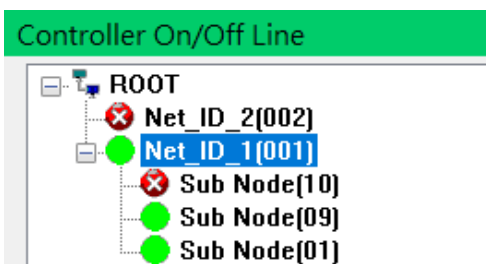 Controller On/Off Line
ROOT
Net_ID_2(002)
Net_ID_1(001)
Sub Node(10)
Sub Node(09)
Sub Node(01)